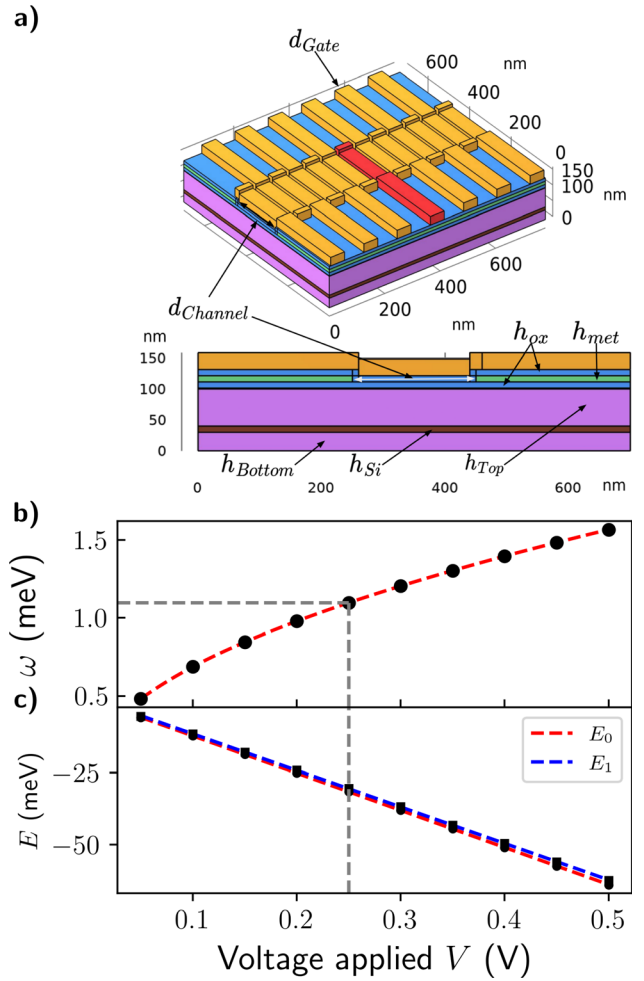 a)
d_Gate
600
nm
400
200
0
150
100
0
d_Channel
600
400
nm
200
0
nm
150
100
50
0
h_ox
h_met
h_Bottom
h_Si
h_Top
0
200
400
600
nm
b)
ω (meV)
1.5
1.0
0.5
c)
E (meV)
−25
−50
E_0
E_1
0.1
0.2
0.3
0.4
0.5
Voltage applied V (V)